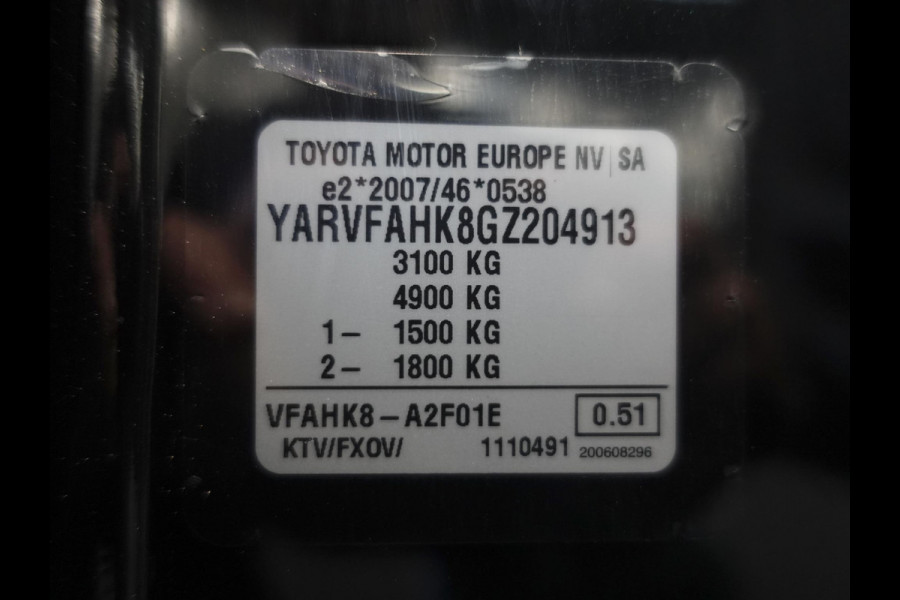 TOYOTA MOTOR EUROPE NV|SA
e2*2007/46*0538
YARVFAHK8GZ204913
3100 KG
4900 KG
1– 1500 KG
2– 1800 KG
VFAHK8–A2F01E 0.51
KTV/FXOV/ 1110491 200608296